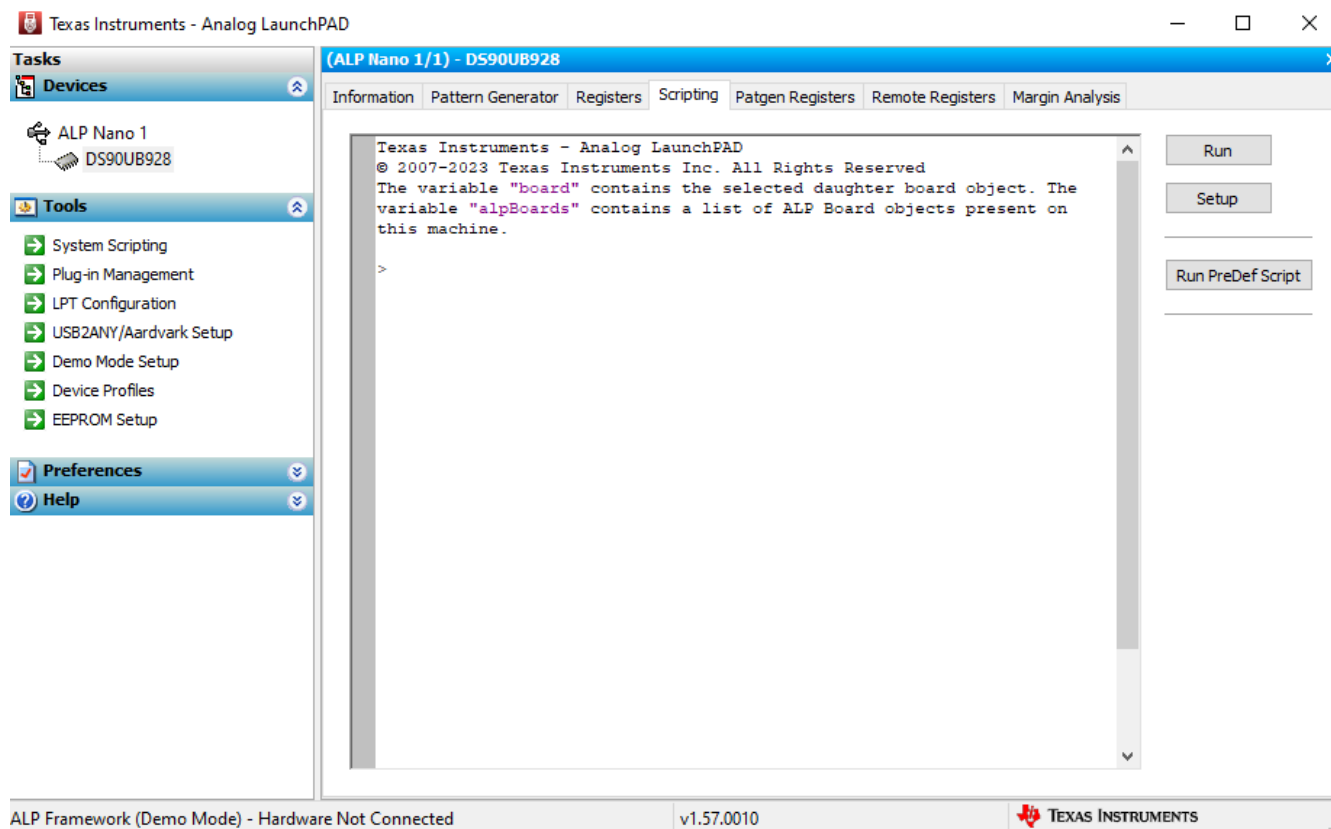 Texas Instruments - Analog LaunchPAD
Tasks
Devices
ALP Nano 1
DS90UB928
Tools
System Scripting
Plug-in Management
LPT Configuration
USB2ANY/Aardvark Setup
Demo Mode Setup
Device Profiles
EEPROM Setup
Preferences
Help
(ALP Nano 1/1) - DS90UB928
Information Pattern Generator Registers Scripting Patgen Registers Remote Registers Margin Analysis
Texas Instruments - Analog LaunchPAD
© 2007-2023 Texas Instruments Inc. All Rights Reserved
The variable "board" contains the selected daughter board object. The
variable "alpBoards" contains a list of ALP Board objects present on
this machine.
>
Run
Setup
Run PreDef Script
ALP Framework (Demo Mode) - Hardware Not Connected
v1.57.0010
TEXAS INSTRUMENTS